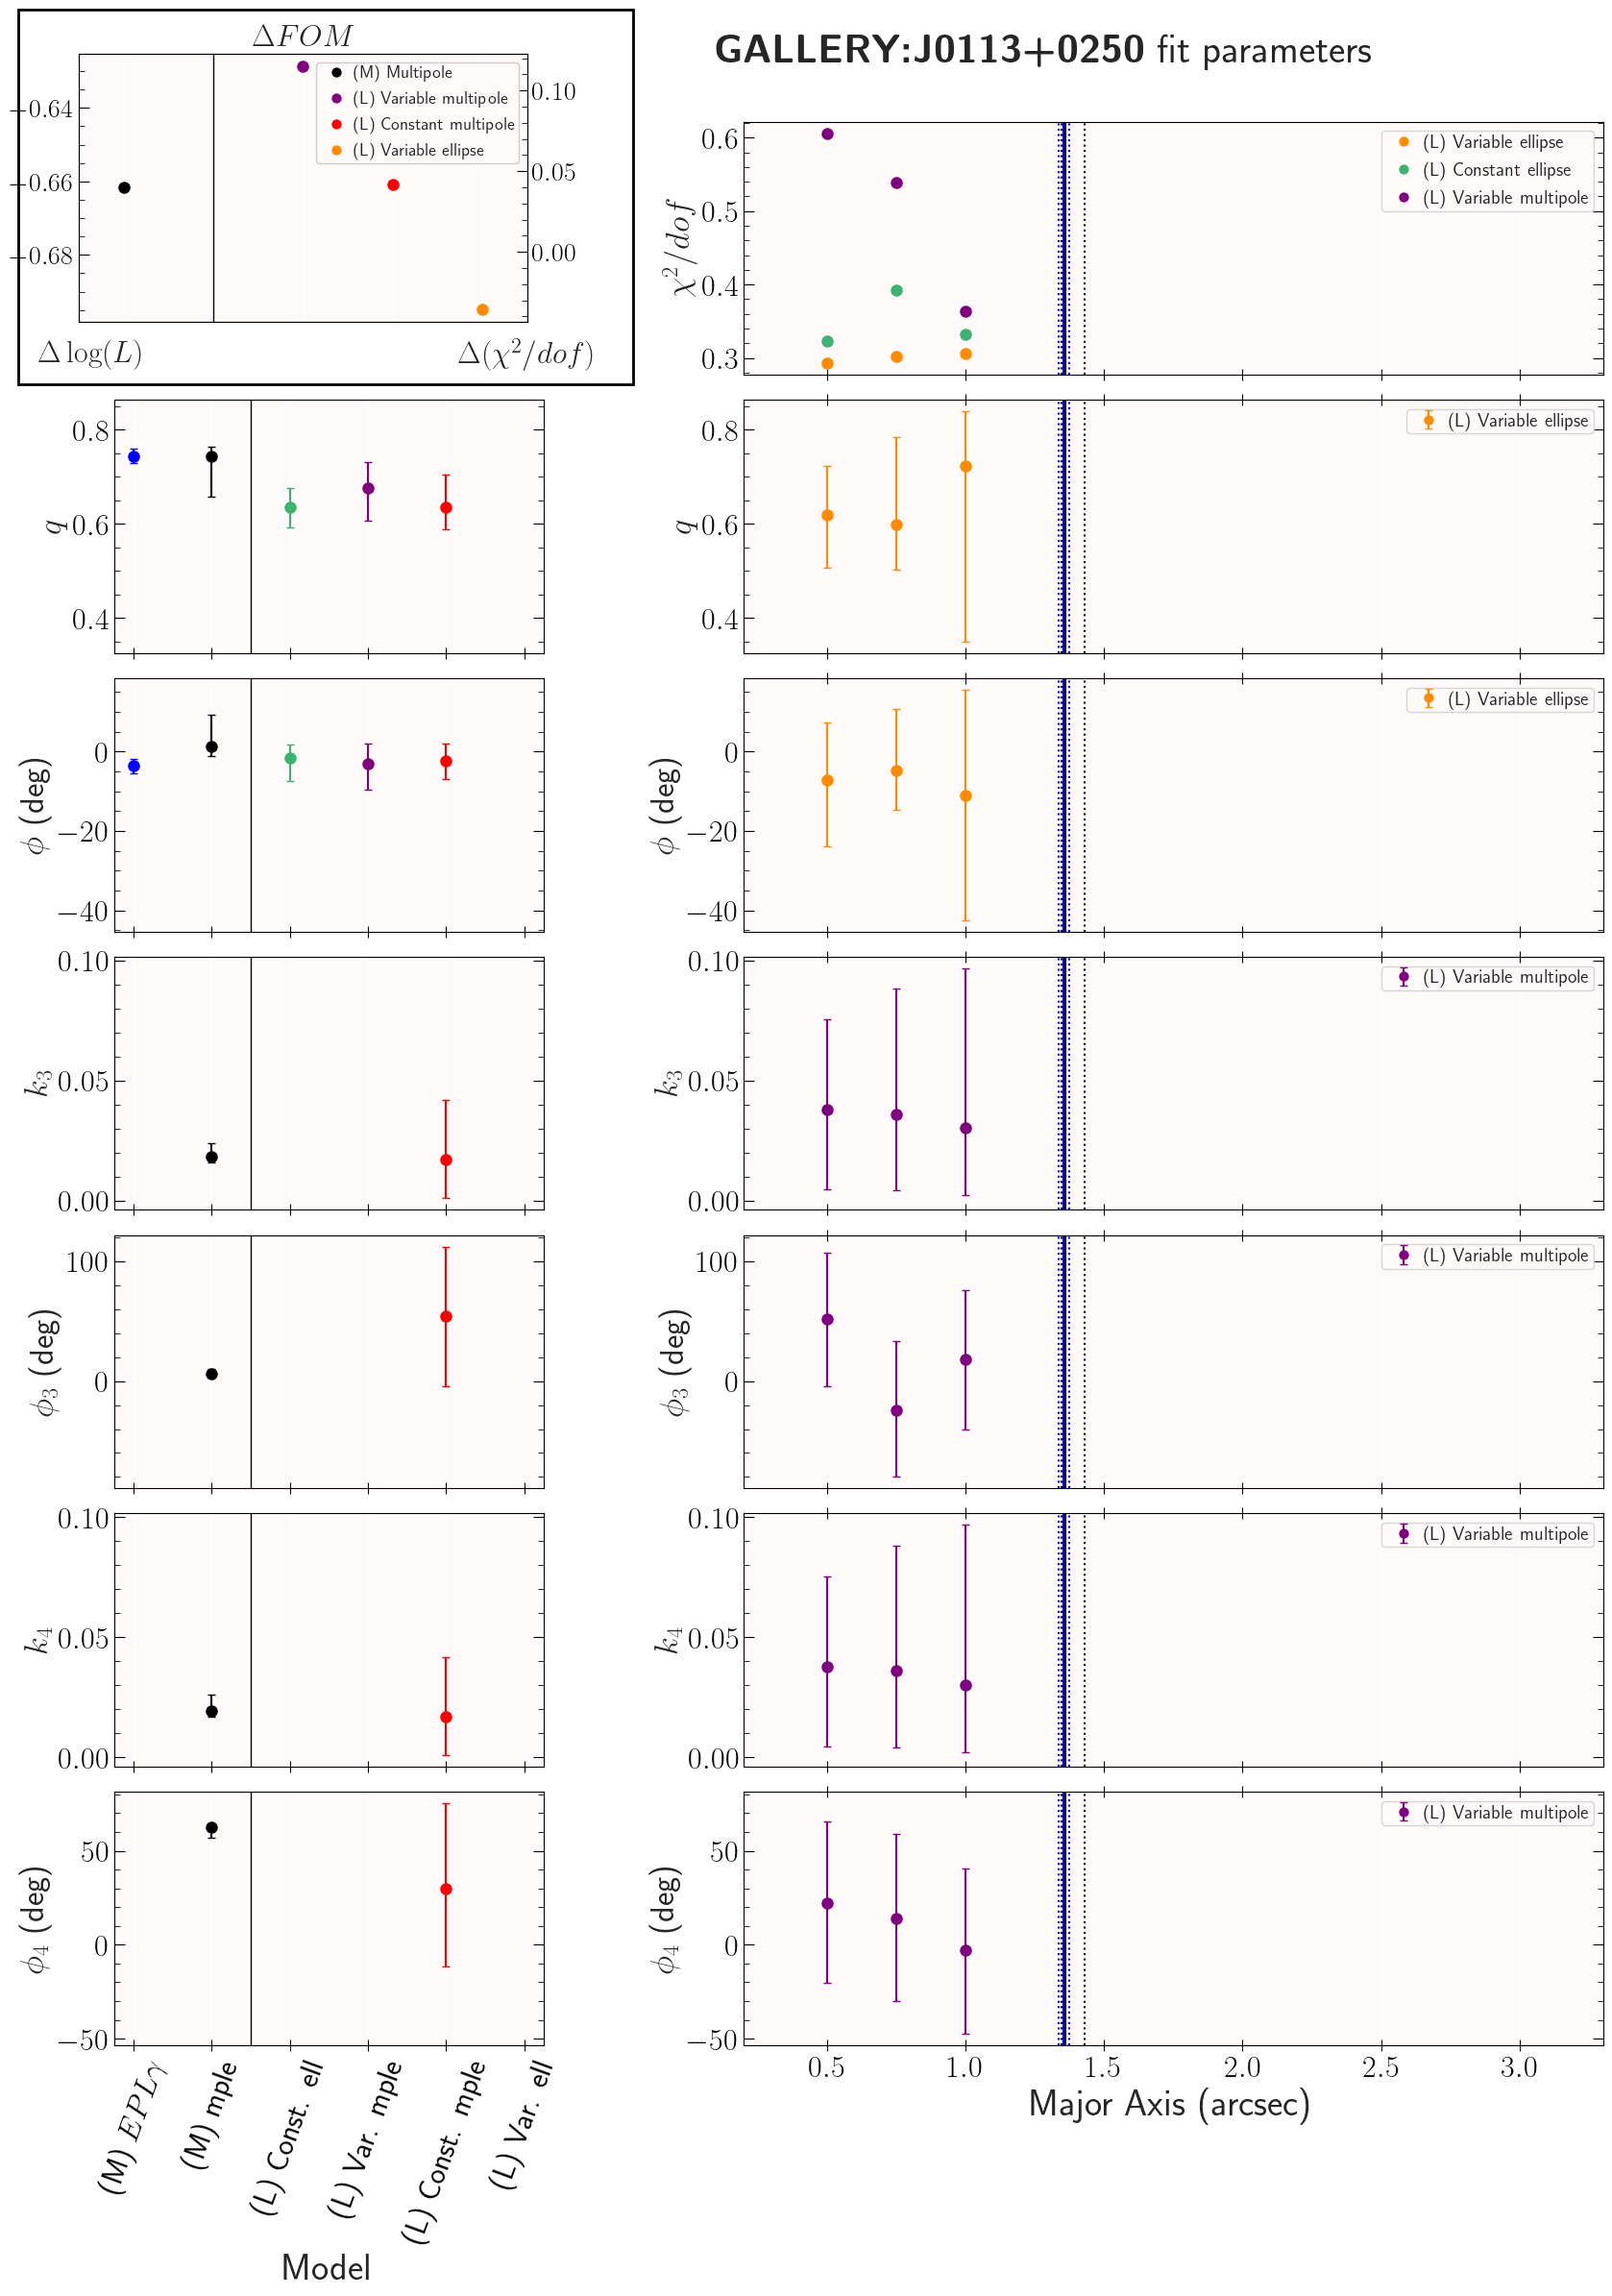 GALLERY:J0113+0250 fit parameters
ΔFOM
(M) Multipole
(L) Variable multipole
(L) Constant multipole
(L) Variable ellipse
−0.64
−0.66
−0.68
0.10
0.05
0.00
Δ log(L)
Δ(χ²/dof)
χ²/dof
0.6
0.5
0.4
0.3
(L) Variable ellipse
(L) Constant ellipse
(L) Variable multipole
q
0.8
0.6
0.4
q
0.8
0.6
0.4
(L) Variable ellipse
ϕ (deg)
0
−20
−40
ϕ (deg)
0
−20
−40
(L) Variable ellipse
k₃
0.10
0.05
0.00
k₃
0.10
0.05
0.00
(L) Variable multipole
ϕ₃ (deg)
100
0
ϕ₃ (deg)
100
0
(L) Variable multipole
k₄
0.10
0.05
0.00
k₄
0.10
0.05
0.00
(L) Variable multipole
ϕ₄ (deg)
50
0
−50
ϕ₄ (deg)
50
0
−50
(L) Variable multipole
(M) EPLγ
(M) mple
(L) Const. ell
(L) Var. mple
(L) Const. mple
(L) Var. ell
Model
0.5 1.0 1.5 2.0 2.5 3.0
Major Axis (arcsec)